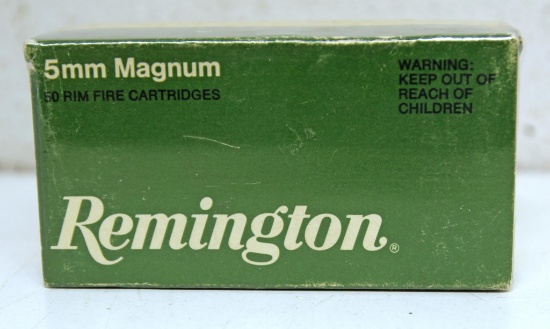 5mm Magnum
50 RIM FIRE CARTRIDGES
WARNING:
KEEP OUT OF
REACH OF
CHILDREN
Remington®